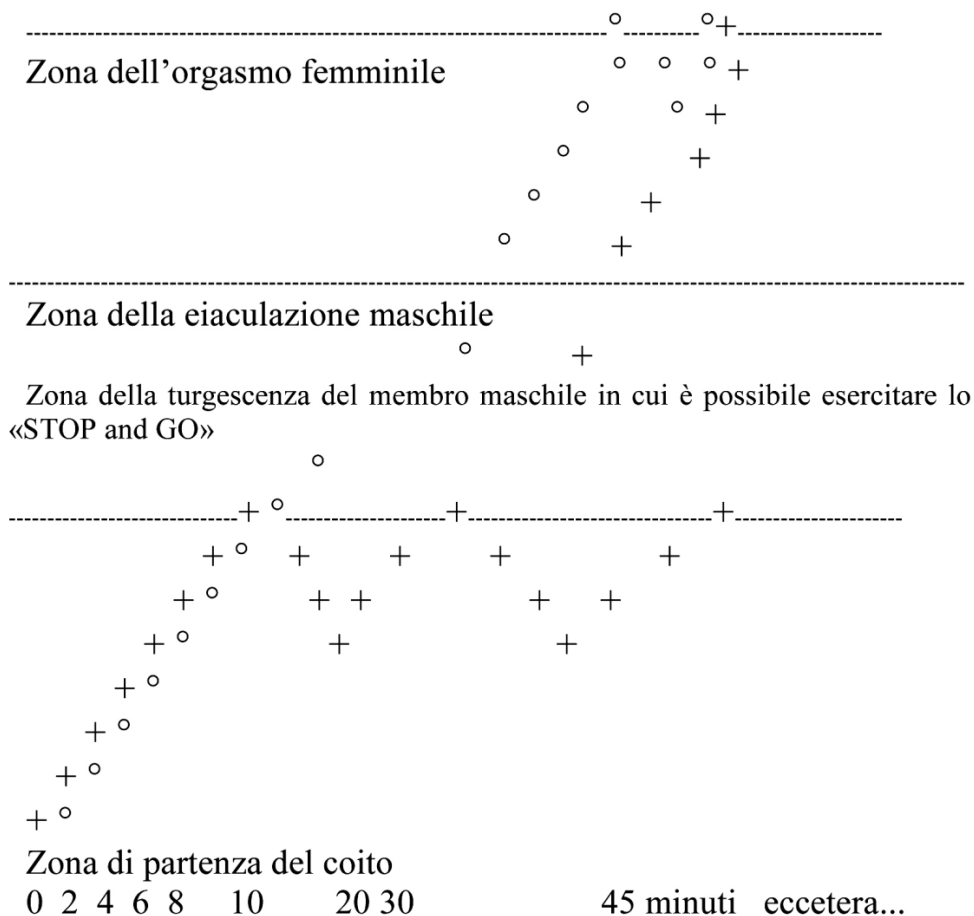 Zona dell'orgasmo femminile
Zona della eiaculazione maschile
Zona della turgescenza del membro maschile in cui è possibile esercitare lo
«STOP and GO»
Zona di partenza del coito
0 2 4 6 8 10 20 30 45 minuti eccetera...